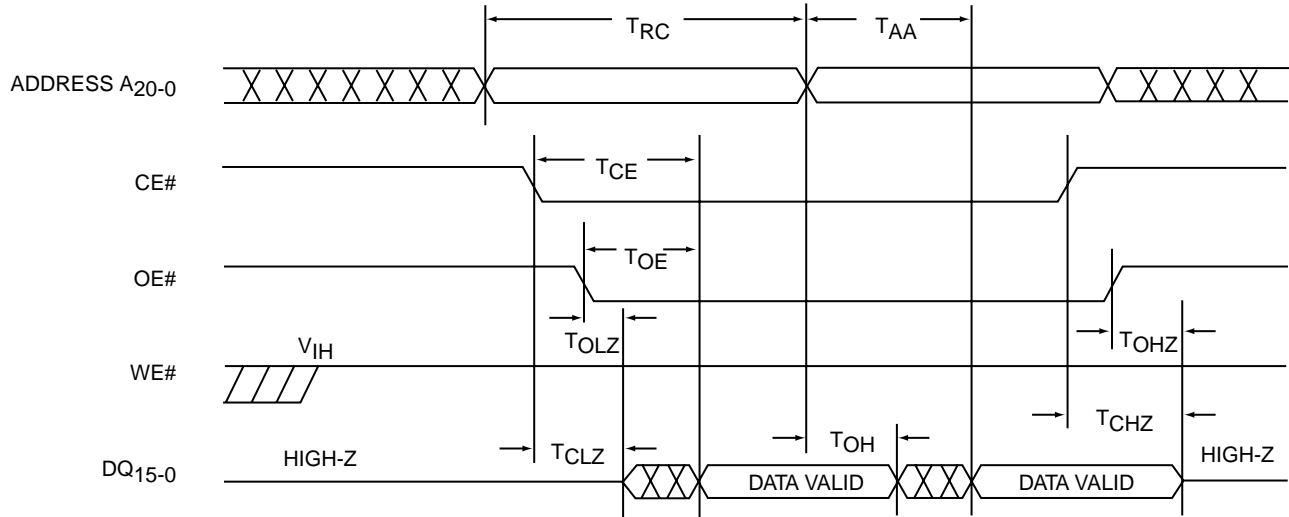 TRC
TAA
ADDRESS A20-0
TCE
CE#
TOE
OE#
TOLZ
TOHZ
VIH
WE#
TCHZ
TCLZ
TOH
HIGH-Z
HIGH-Z
DQ15-0
DATA VALID
DATA VALID